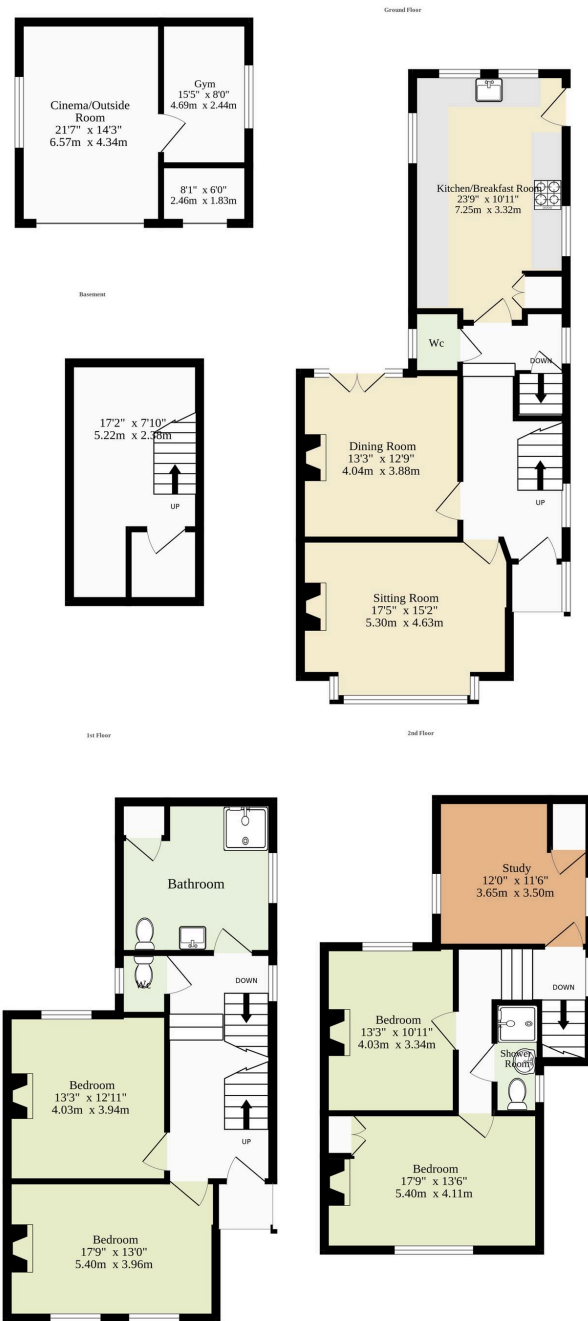 Ground Floor
Cinema/Outside
Room
21'7" x 14'3"
6.57m x 4.34m
Gym
15'5" x 8'0"
4.69m x 2.44m
8'1" x 6'0"
2.46m x 1.83m
Kitchen/Breakfast Room
23'9" x 10'11"
7.25m x 3.32m
Basement
17'2" x 7'10"
5.22m x 2.38m
UP
Wc
DOWN
Dining Room
13'3" x 12'9"
4.04m x 3.88m
UP
Sitting Room
17'5" x 15'2"
5.30m x 4.63m
1st Floor
Bathroom
Wc
DOWN
Bedroom
13'3" x 12'11"
4.03m x 3.94m
UP
Bedroom
17'9" x 13'0"
5.40m x 3.96m
2nd Floor
Study
12'0" x 11'6"
3.65m x 3.50m
DOWN
Bedroom
13'3" x 10'11"
4.03m x 3.34m
Shower
Room
Bedroom
17'9" x 13'6"
5.40m x 4.11m